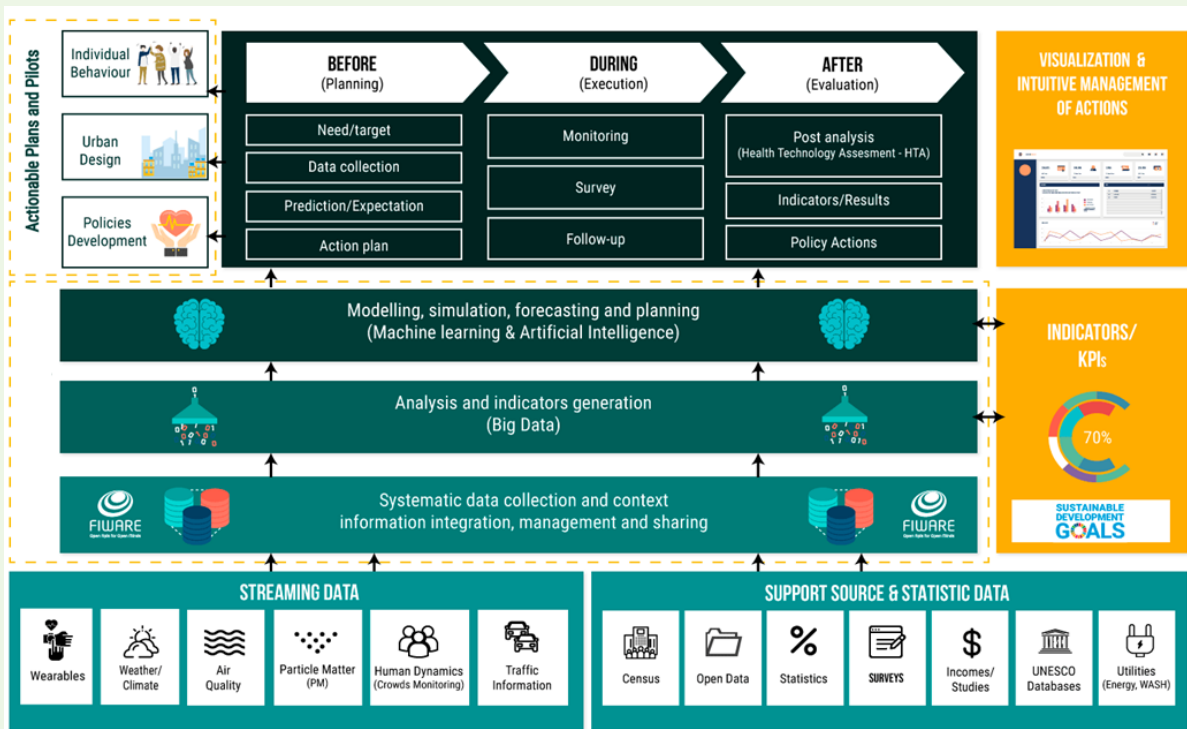 Actionable Plans and Pilots
Individual
Behaviour
Urban
Design
Policies
Development
BEFORE
(Planning)
Need/target
Data collection
Prediction/Expectation
Action plan
DURING
(Execution)
Monitoring
Survey
Follow-up
AFTER
(Evaluation)
Post analysis
(Health Technology Assesment - HTA)
Indicators/Results
Policy Actions
VISUALIZATION &
INTUITIVE MANAGEMENT
OF ACTIONS
Modelling, simulation, forecasting and planning
(Machine learning & Artificial Intelligence)
Analysis and indicators generation
(Big Data)
FIWARE
Systematic data collection and context
information integration, management and sharing
FIWARE
INDICATORS/
KPIs
70%
SUSTAINABLE
DEVELOPMENT
GOALS
STREAMING DATA
Wearables
Weather/
Climate
Air
Quality
Particle Matter
(PM)
Human Dynamics
(Crowds Monitoring)
Traffic
Information
SUPPORT SOURCE & STATISTIC DATA
Census
Open Data
Statistics
SURVEYS
Incomes/
Studies
UNESCO
Databases
Utilities
(Energy, WASH)